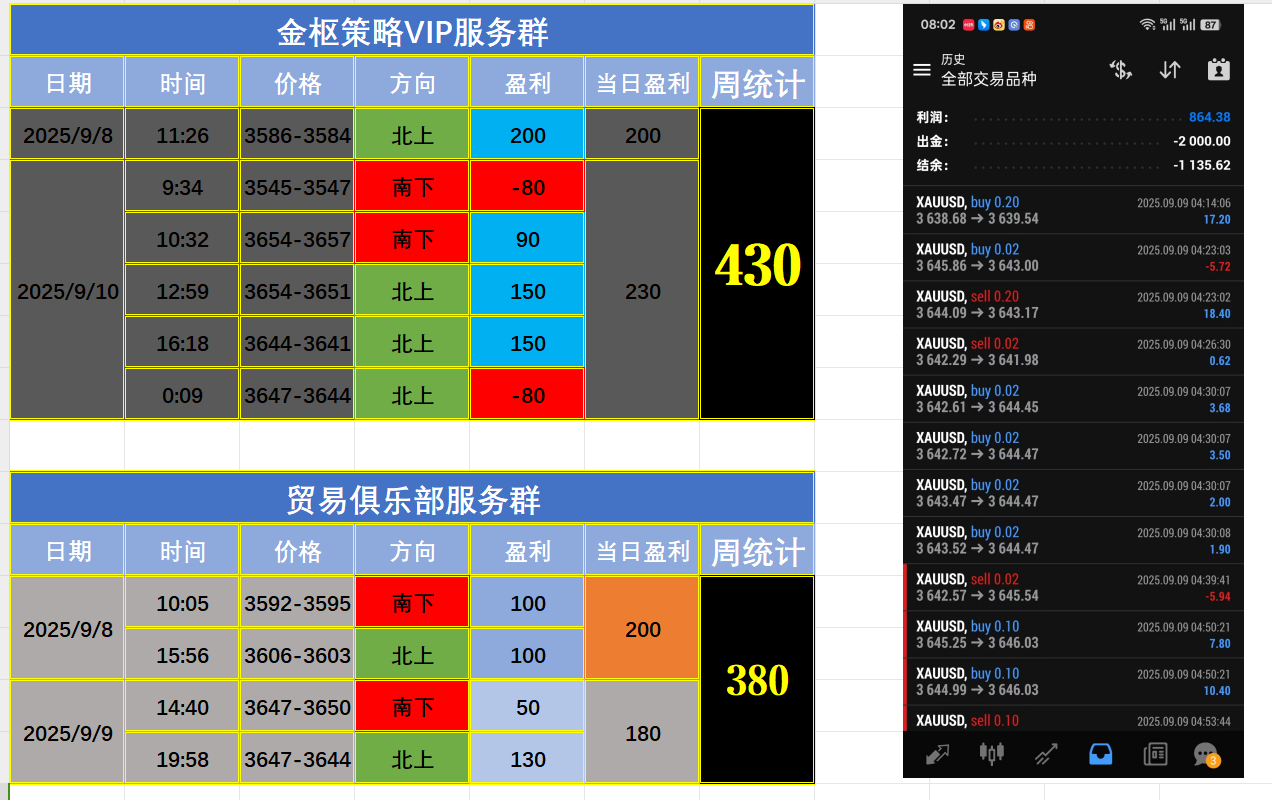 金枢策略VIP服务群
日期 时间 价格 方向 盈利 当日盈利 周统计
2025/9/8 11:26 3586-3584 北上 200 200
9:34 3545-3547 南下 -80
10:32 3654-3657 南下 90
2025/9/10 12:59 3654-3651 北上 150 230
16:18 3644-3641 北上 150
0:09 3647-3644 北上 -80
430
贸易俱乐部服务群
日期 时间 价格 方向 盈利 当日盈利 周统计
2025/9/8 10:05 3592-3595 南下 100 200
15:56 3606-3603 北上 100
2025/9/9 14:40 3647-3650 南下 50 180
19:58 3647-3644 北上 130
380
08:02 5G 5G 87
历史
全部交易品种
利润: 864.38
出金: -2 000.00
结余: -1 135.62
XAUUSD, buy 0.20 2025.09.09 04:14:06
3 638.68 → 3 639.54 17.20
XAUUSD, buy 0.02 2025.09.09 04:23:03
3 645.86 → 3 643.00 -5.72
XAUUSD, sell 0.20 2025.09.09 04:23:02
3 644.09 → 3 643.17 18.40
XAUUSD, sell 0.02 2025.09.09 04:26:30
3 642.29 → 3 641.98 0.62
XAUUSD, buy 0.02 2025.09.09 04:30:07
3 642.61 → 3 644.45 3.68
XAUUSD, buy 0.02 2025.09.09 04:30:07
3 642.72 → 3 644.47 3.50
XAUUSD, buy 0.02 2025.09.09 04:30:07
3 643.47 → 3 644.47 2.00
XAUUSD, buy 0.02 2025.09.09 04:30:08
3 643.52 → 3 644.47 1.90
XAUUSD, sell 0.02 2025.09.09 04:39:41
3 642.57 → 3 645.54 -5.94
XAUUSD, buy 0.10 2025.09.09 04:50:21
3 645.25 → 3 646.03 7.80
XAUUSD, buy 0.10 2025.09.09 04:50:21
3 644.99 → 3 646.03 10.40
XAUUSD, sell 0.10 2025.09.09 04:53:44
3